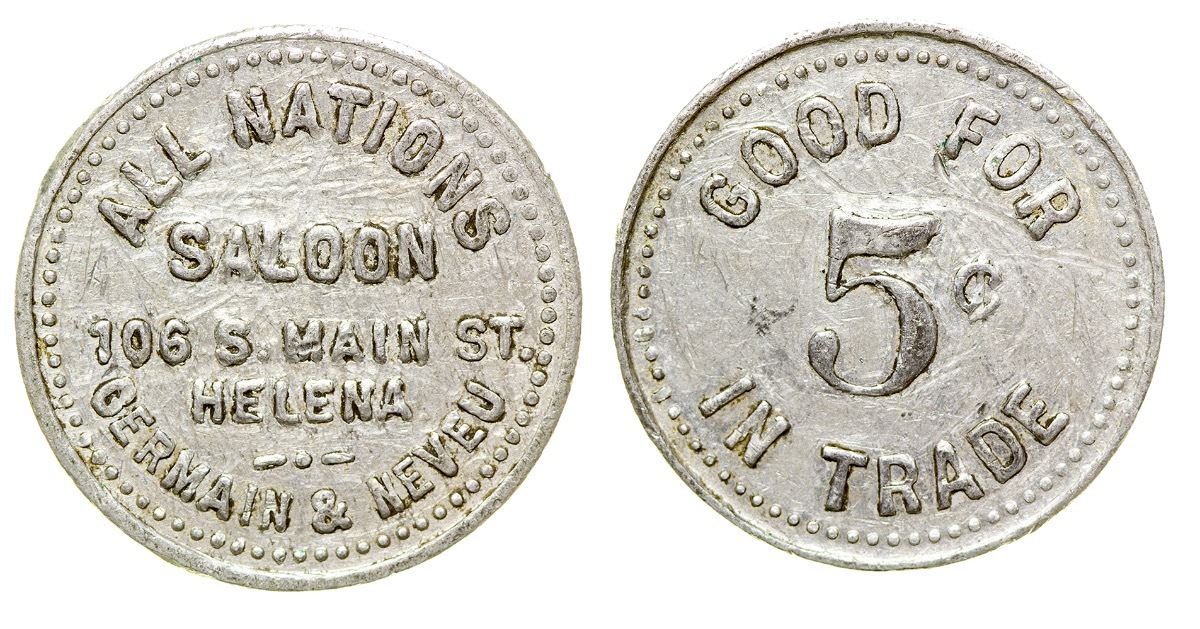 ALL NATIONS
SALOON
106 S. MAIN ST.
HELENA
GERMAIN & NEVEU
GOOD FOR
5¢
IN TRADE